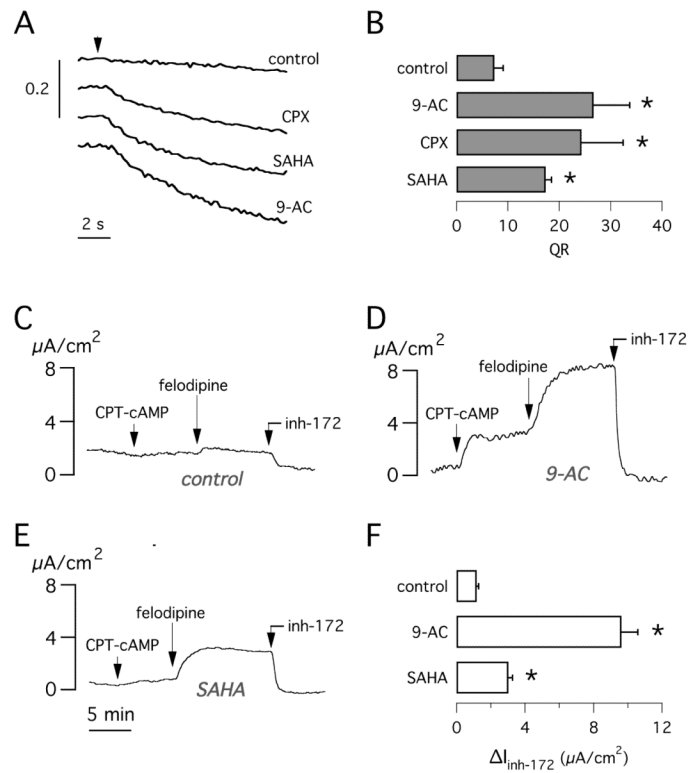 A
control
0.2
CPX
SAHA
9-AC
2 s
B
control
9-AC
*
CPX
*
SAHA
*
0 10 20 30 40
QR
C
µA/cm²
8
felodipine
CPT-cAMP
inh-172
4
0
control
D
µA/cm²
inh-172
8
felodipine
CPT-cAMP
4
0
9-AC
E
µA/cm²
8
felodipine
inh-172
CPT-cAMP
4
0
SAHA
5 min
F
control
9-AC
*
SAHA
*
0 4 8 12
ΔIinh-172 (µA/cm²)